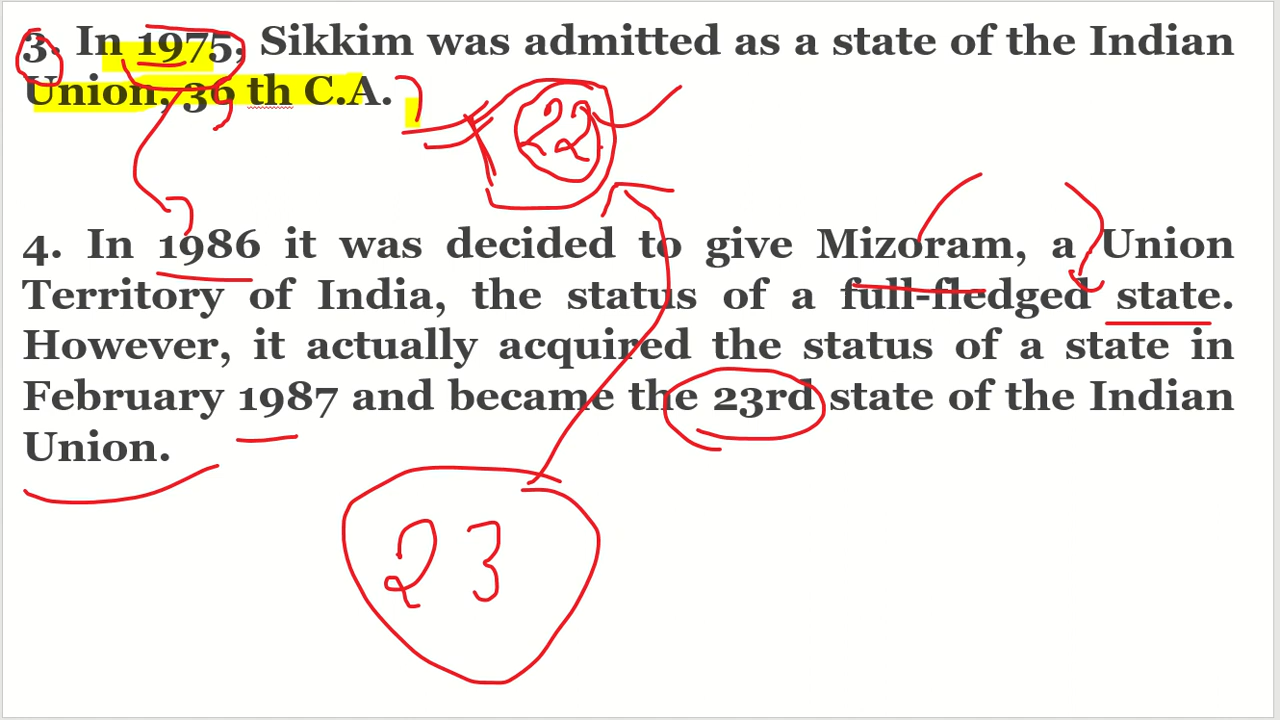 3. In 1975, Sikkim was admitted as a state of the Indian
Union, 36 th C.A.
22
4. In 1986 it was decided to give Mizoram, a Union
Territory of India, the status of a full-fledged state.
However, it actually acquired the status of a state in
February 1987 and became the 23rd state of the Indian
Union.
23